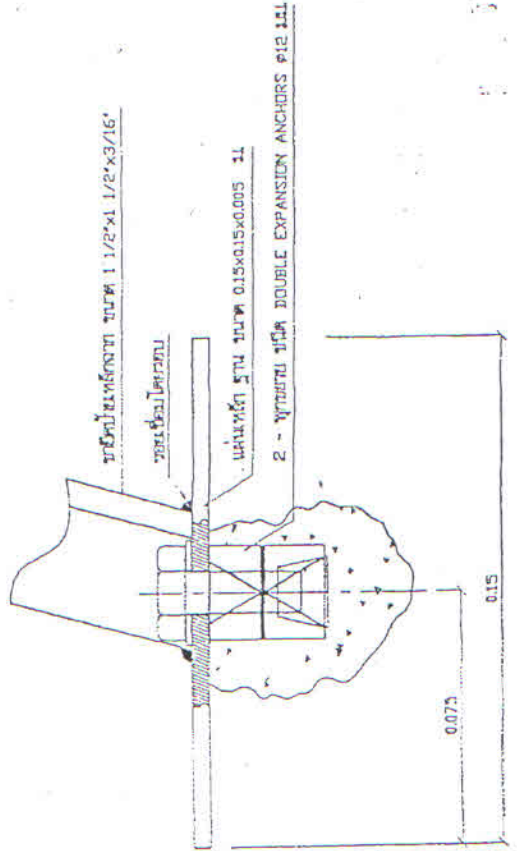 ขายึดป้ายเหล็กฉาก ขนาด 1 1/2"x1 1/2"x3/16"
รอยเชื่อมโดยรอบ
แผ่นเหล็ก ฐาน ขนาด 0.15x0.15x0.005 ม.
2 - พุกขยาย ชนิด DOUBLE EXPANSION ANCHORS ø12 มม.
0.075
0.15